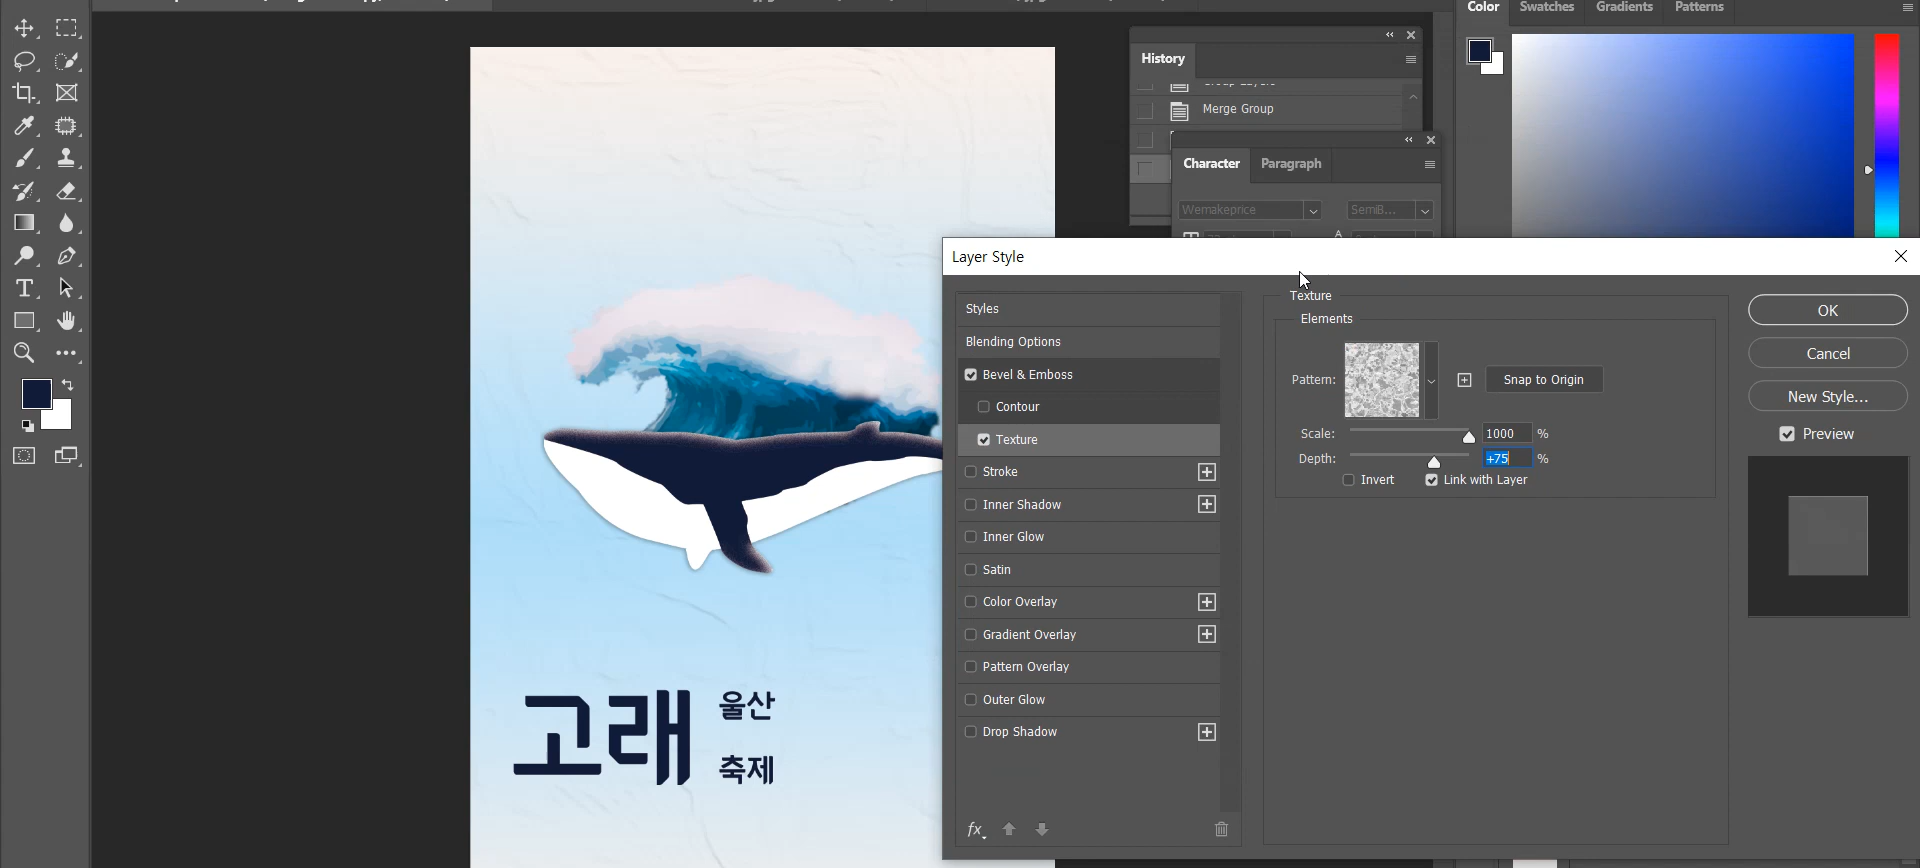 Color
Swatches
Gradients
Patterns
History
Merge Group
Character
Paragraph
Wemakeprice
SemiB...
Layer Style
Styles
Blending Options
Bevel & Emboss
Contour
Texture
Stroke
Inner Shadow
Inner Glow
Satin
Color Overlay
Gradient Overlay
Pattern Overlay
Outer Glow
Drop Shadow
fx
Texture
Elements
Pattern:
Snap to Origin
Scale:
1000
%
Depth:
+75
%
Invert
Link with Layer
OK
Cancel
New Style...
Preview
고래
울산
축제